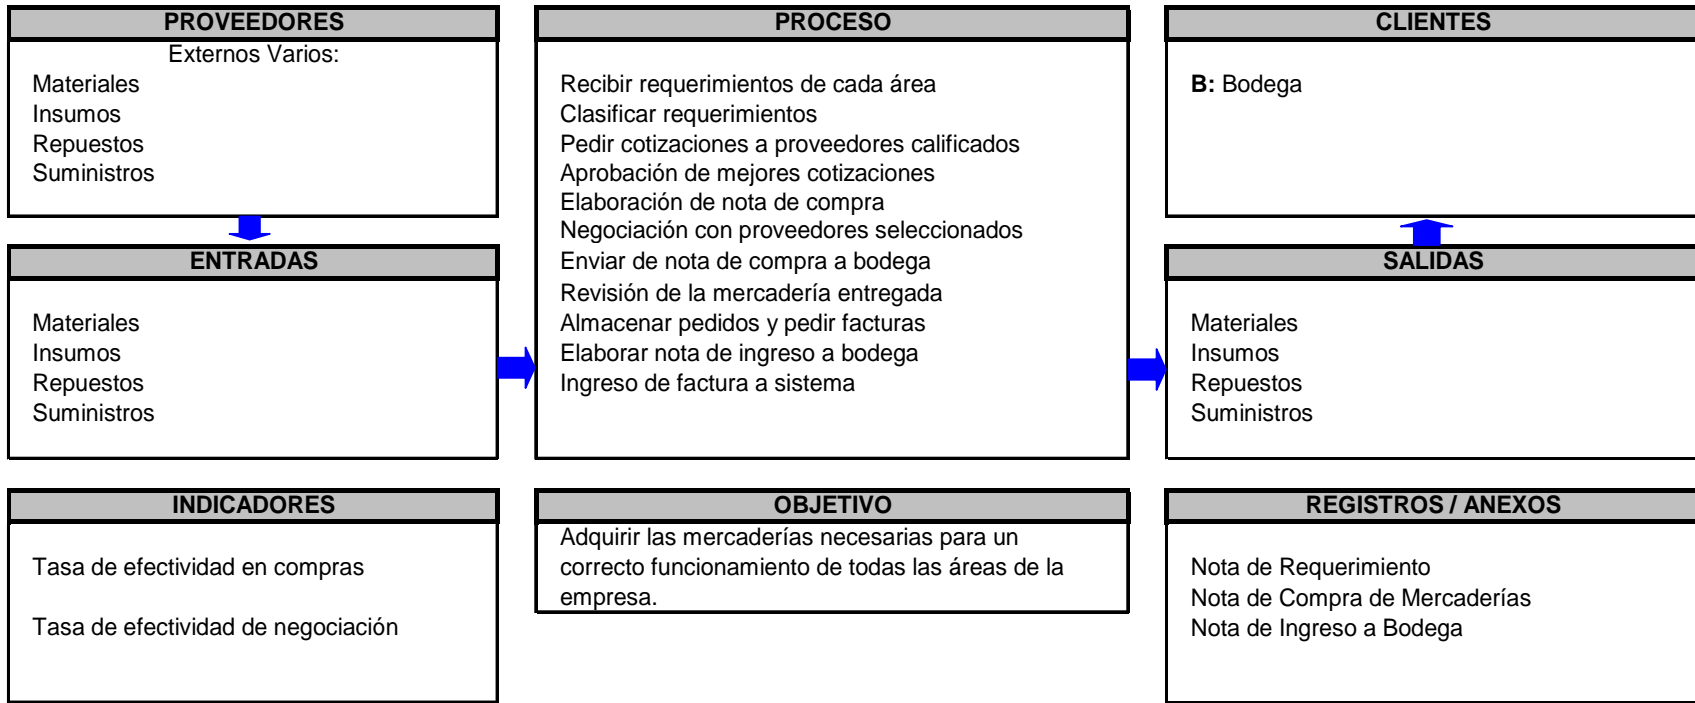 PROVEEDORES
Externos Varios:
Materiales
Insumos
Repuestos
Suministros
ENTRADAS
Materiales
Insumos
Repuestos
Suministros
PROCESO
Recibir requerimientos de cada área
Clasificar requerimientos
Pedir cotizaciones a proveedores calificados
Aprobación de mejores cotizaciones
Elaboración de nota de compra
Negociación con proveedores seleccionados
Enviar de nota de compra a bodega
Revisión de la mercadería entregada
Almacenar pedidos y pedir facturas
Elaborar nota de ingreso a bodega
Ingreso de factura a sistema
CLIENTES
B: Bodega
SALIDAS
Materiales
Insumos
Repuestos
Suministros
INDICADORES
Tasa de efectividad en compras
Tasa de efectividad de negociación
OBJETIVO
Adquirir las mercaderías necesarias para un
correcto funcionamiento de todas las áreas de la
empresa.
REGISTROS / ANEXOS
Nota de Requerimiento
Nota de Compra de Mercaderías
Nota de Ingreso a Bodega